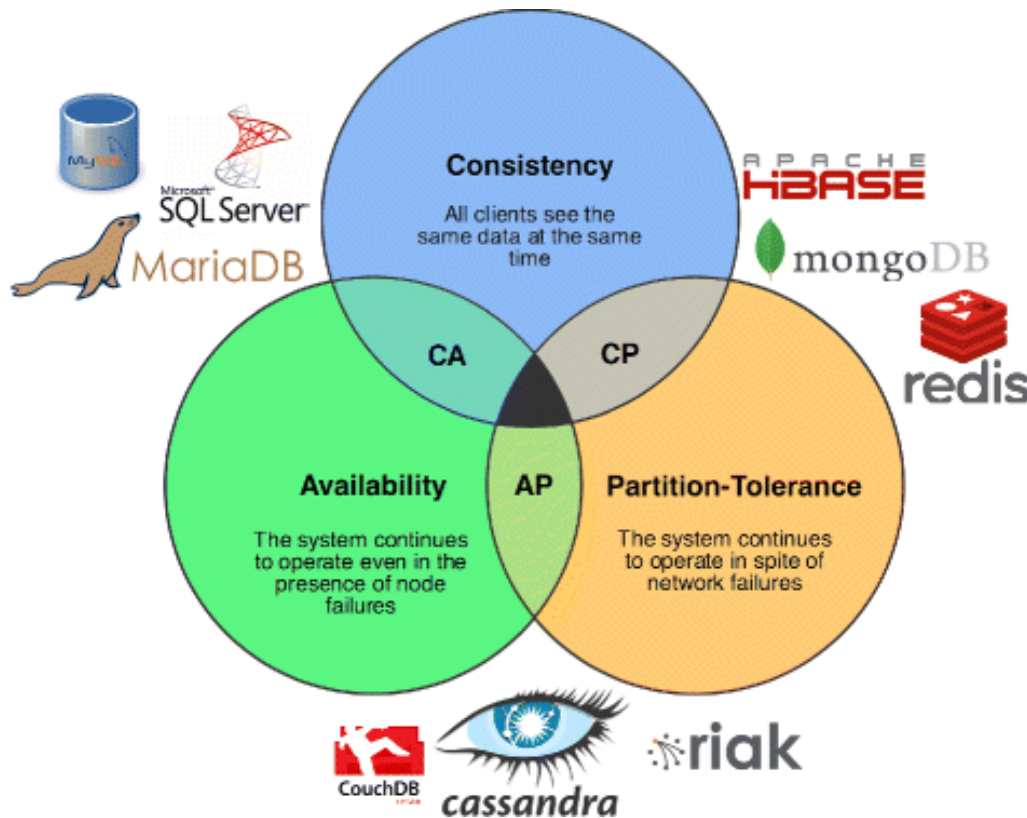 MySQL
Microsoft
SQL Server
MariaDB
Consistency
All clients see the
same data at the same
time
APACHE
HBASE
mongoDB
redis
CA
CP
AP
Availability
The system continues
to operate even in the
presence of node
failures
Partition-Tolerance
The system continues
to operate in spite of
network failures
CouchDB
cassandra
riak